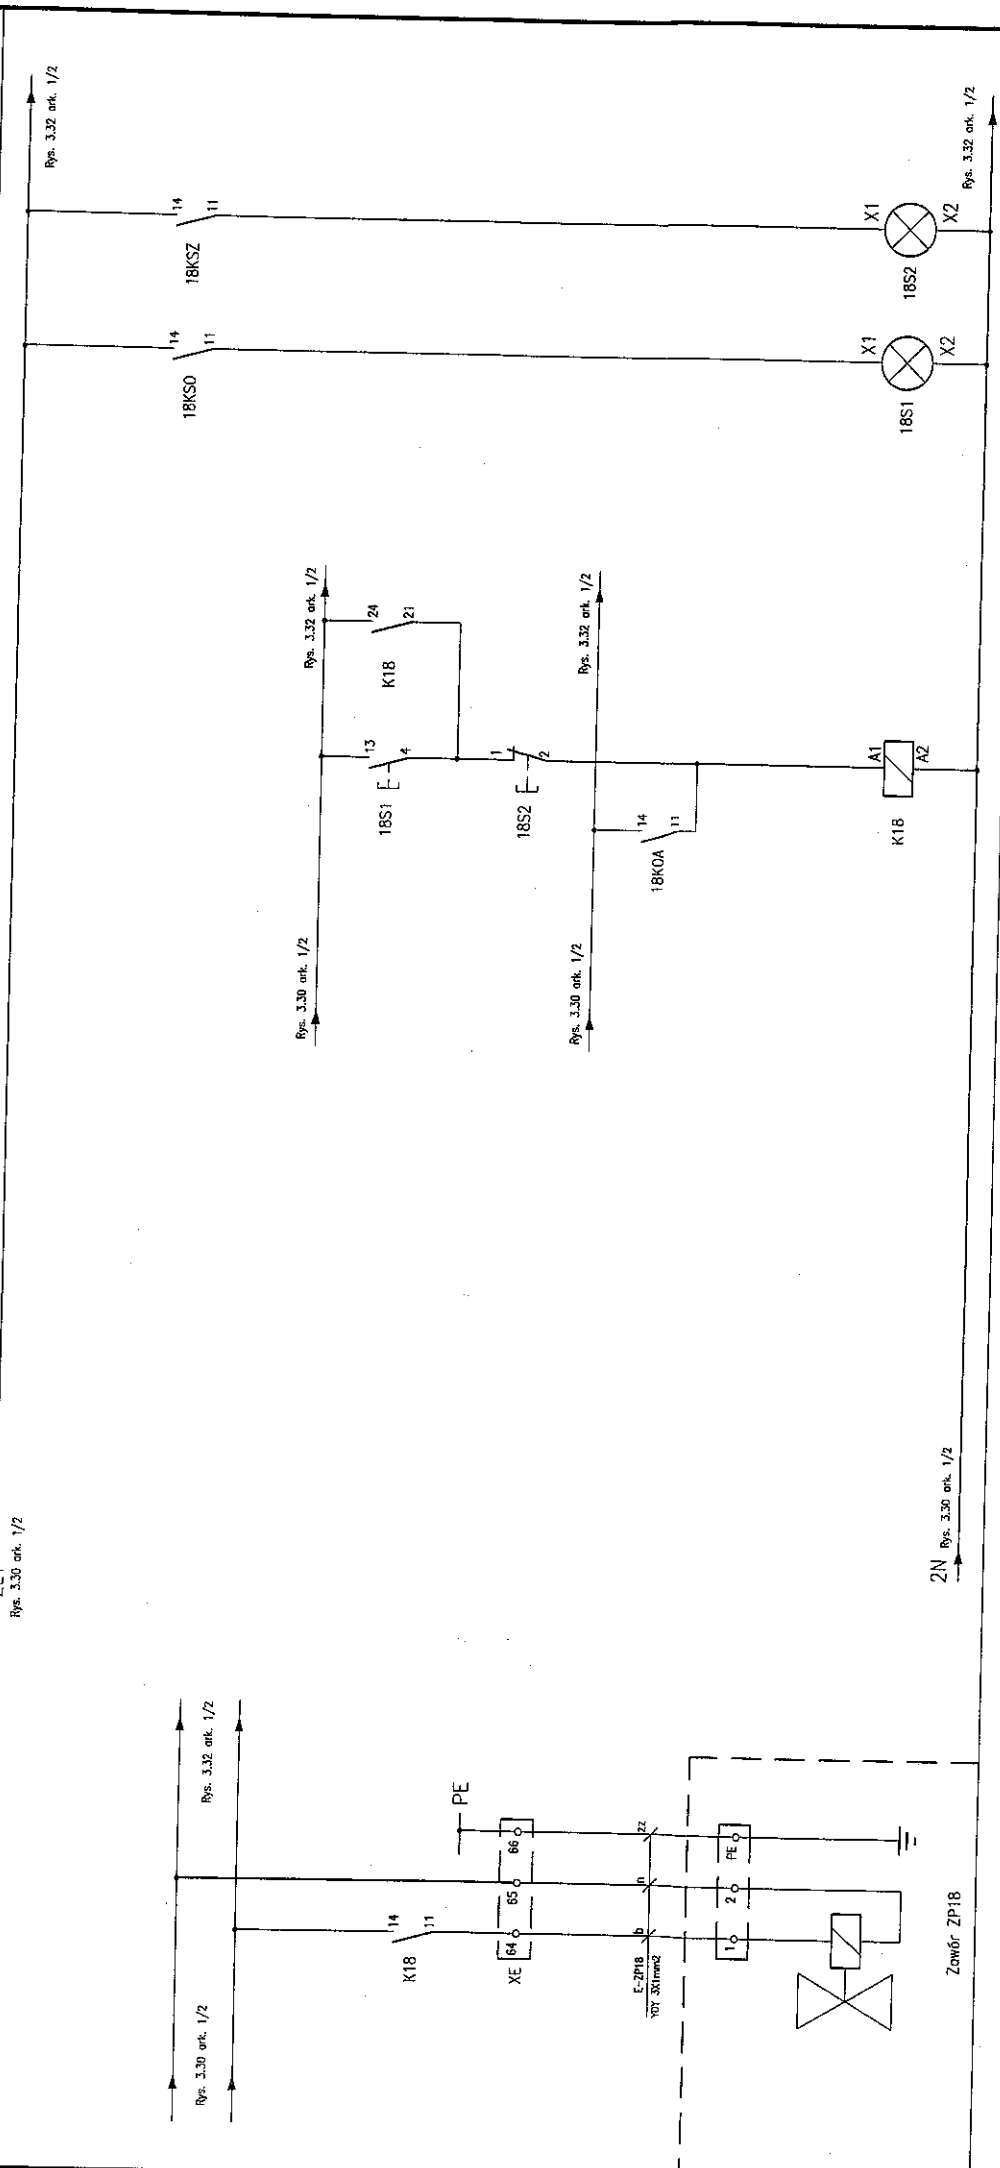 Rys. 3.30 ark. 1/2
Rys. 3.32 ark. 1/2
K18
14
11
XE
64
65
66
PE
E-ZP18
YDY 3X1mm2
b
n
zz
1
2
PE
Zawór ZP18
Rys. 3.30 ark. 1/2
2N
Rys. 3.30 ark. 1/2
Rys. 3.30 ark. 1/2
Rys. 3.32 ark. 1/2
18S1
13
4
K18
24
21
18S2
1
2
Rys. 3.30 ark. 1/2
Rys. 3.32 ark. 1/2
18KOA
14
11
K18
A1
A2
18KSO
14
11
18S1
X1
X2
18KSZ
14
11
18S2
X1
X2
Rys. 3.32 ark. 1/2
Rys. 3.32 ark. 1/2